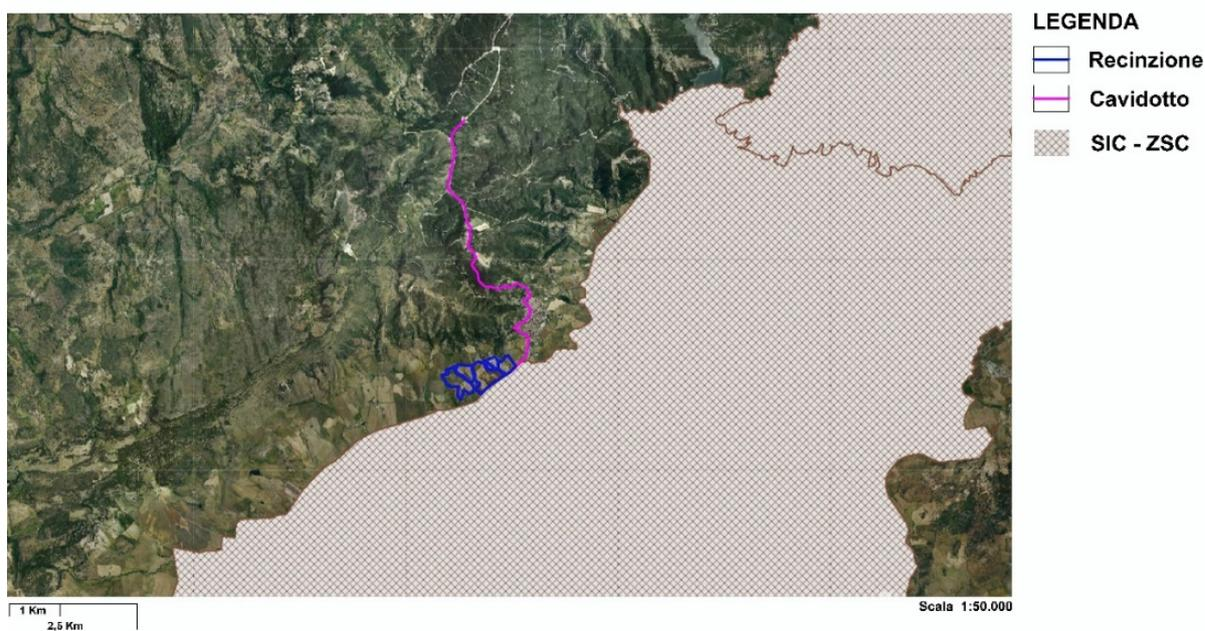 LEGENDA
Recinzione
Cavidotto
SIC - ZSC
1 Km
2,5 Km
Scala 1:50.000